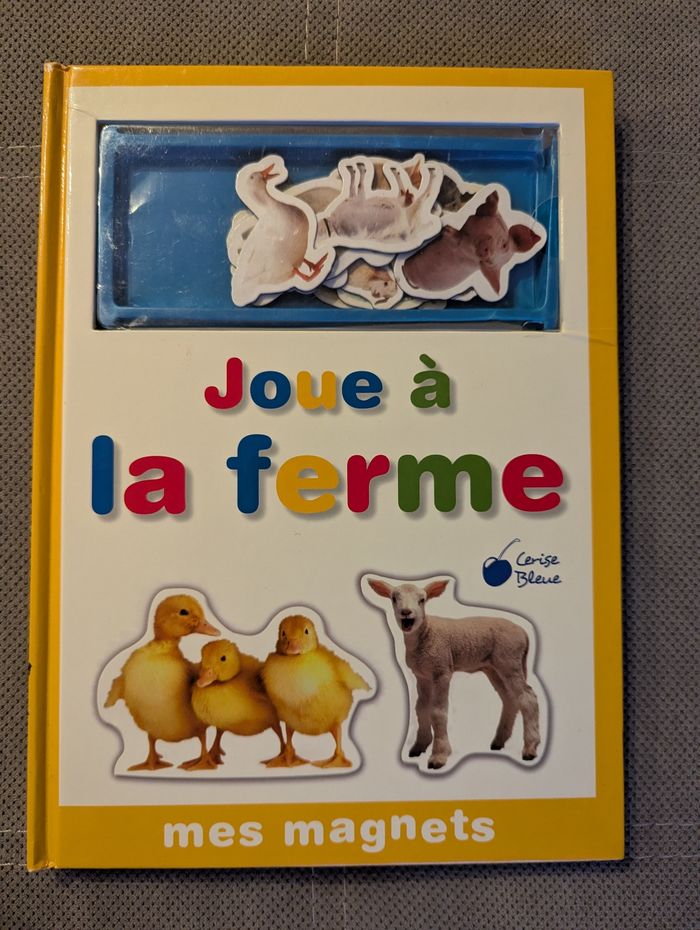 Joue à
la ferme
Cerise
Bleue
mes magnets